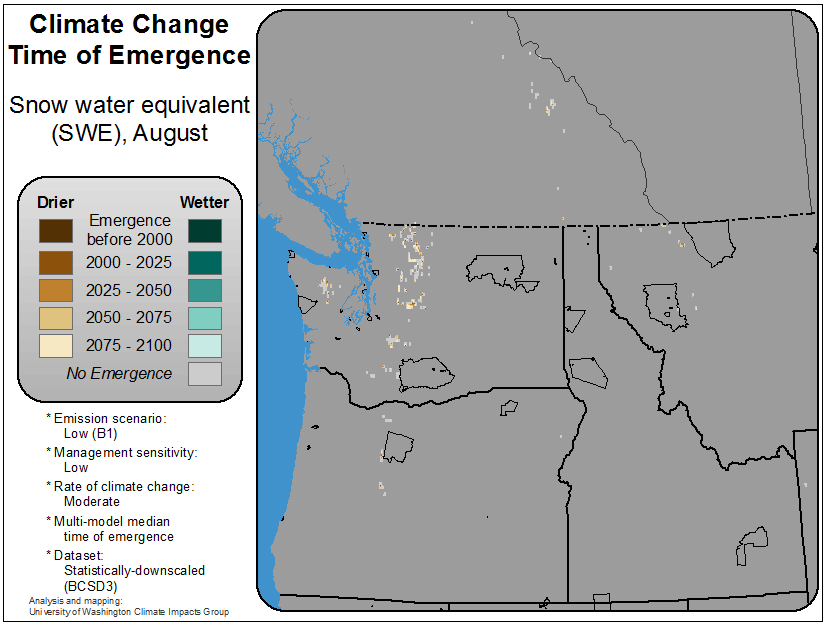 Climate Change
Time of Emergence
Snow water equivalent
(SWE), August
Drier
Wetter
Emergence
before 2000
2000 - 2025
2025 - 2050
2050 - 2075
2075 - 2100
No Emergence
* Emission scenario:
Low (B1)
* Management sensitivity:
Low
* Rate of climate change:
Moderate
* Multi-model median
time of emergence
* Dataset:
Statistically-downscaled
(BCSD3)
Analysis and mapping:
University of Washington Climate Impacts Group